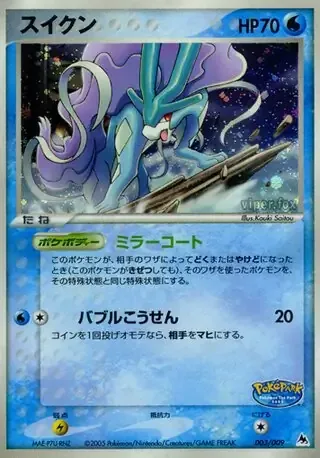 スイクン HP70
viper.fox
たね
Illus. Kouki Saitou
ポケボディー ミラーコート
このポケモンが、相手のワザによってどくまたはやけどになった
とき(このポケモンがきぜつしても)、そのワザを使ったポケモンを、
その特殊状態と同じ特殊状態にする。
バブルこうせん 20
コインを1回投げオモテなら、相手をマヒにする。
PokéPark
弱点 抵抗力 にげる
©2005 Pokémon/Nintendo/Creatures/GAME FREAK
003/009